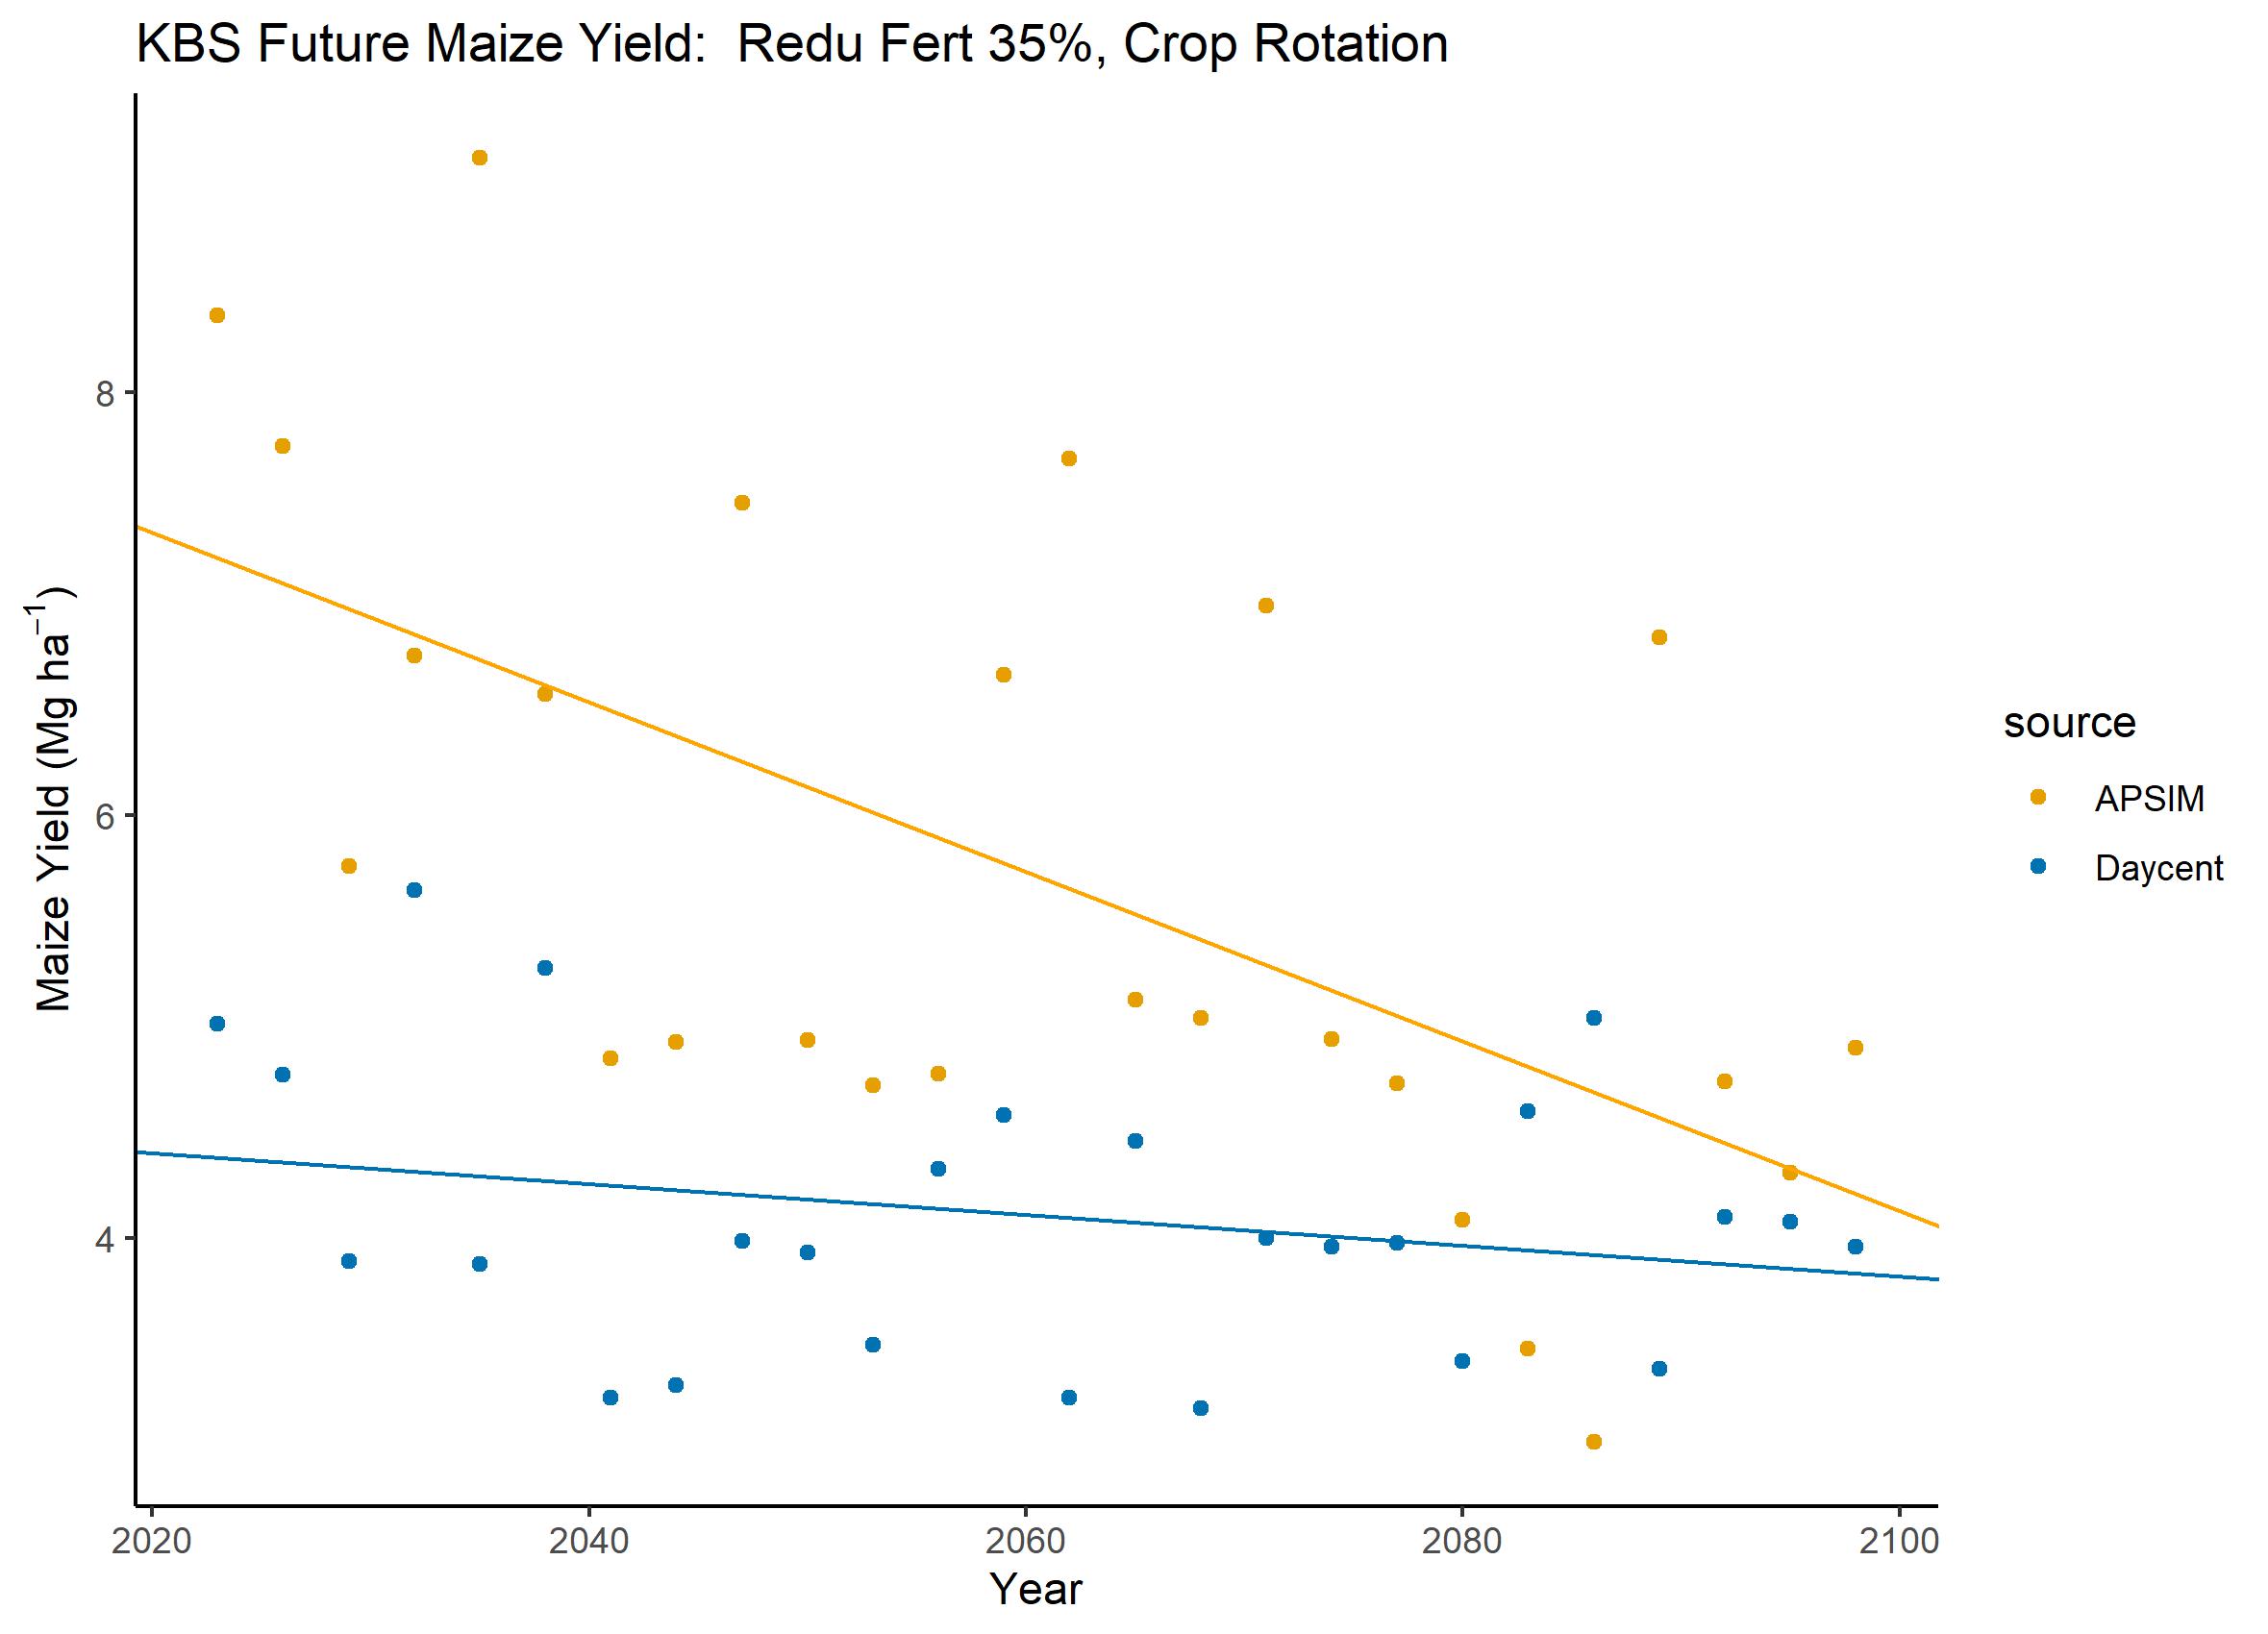 KBS Future Maize Yield:  Redu Fert 35%, Crop Rotation
Maize Yield (Mg ha⁻¹)
8
6
4
2020 2040 2060 2080 2100
Year
source
APSIM
Daycent